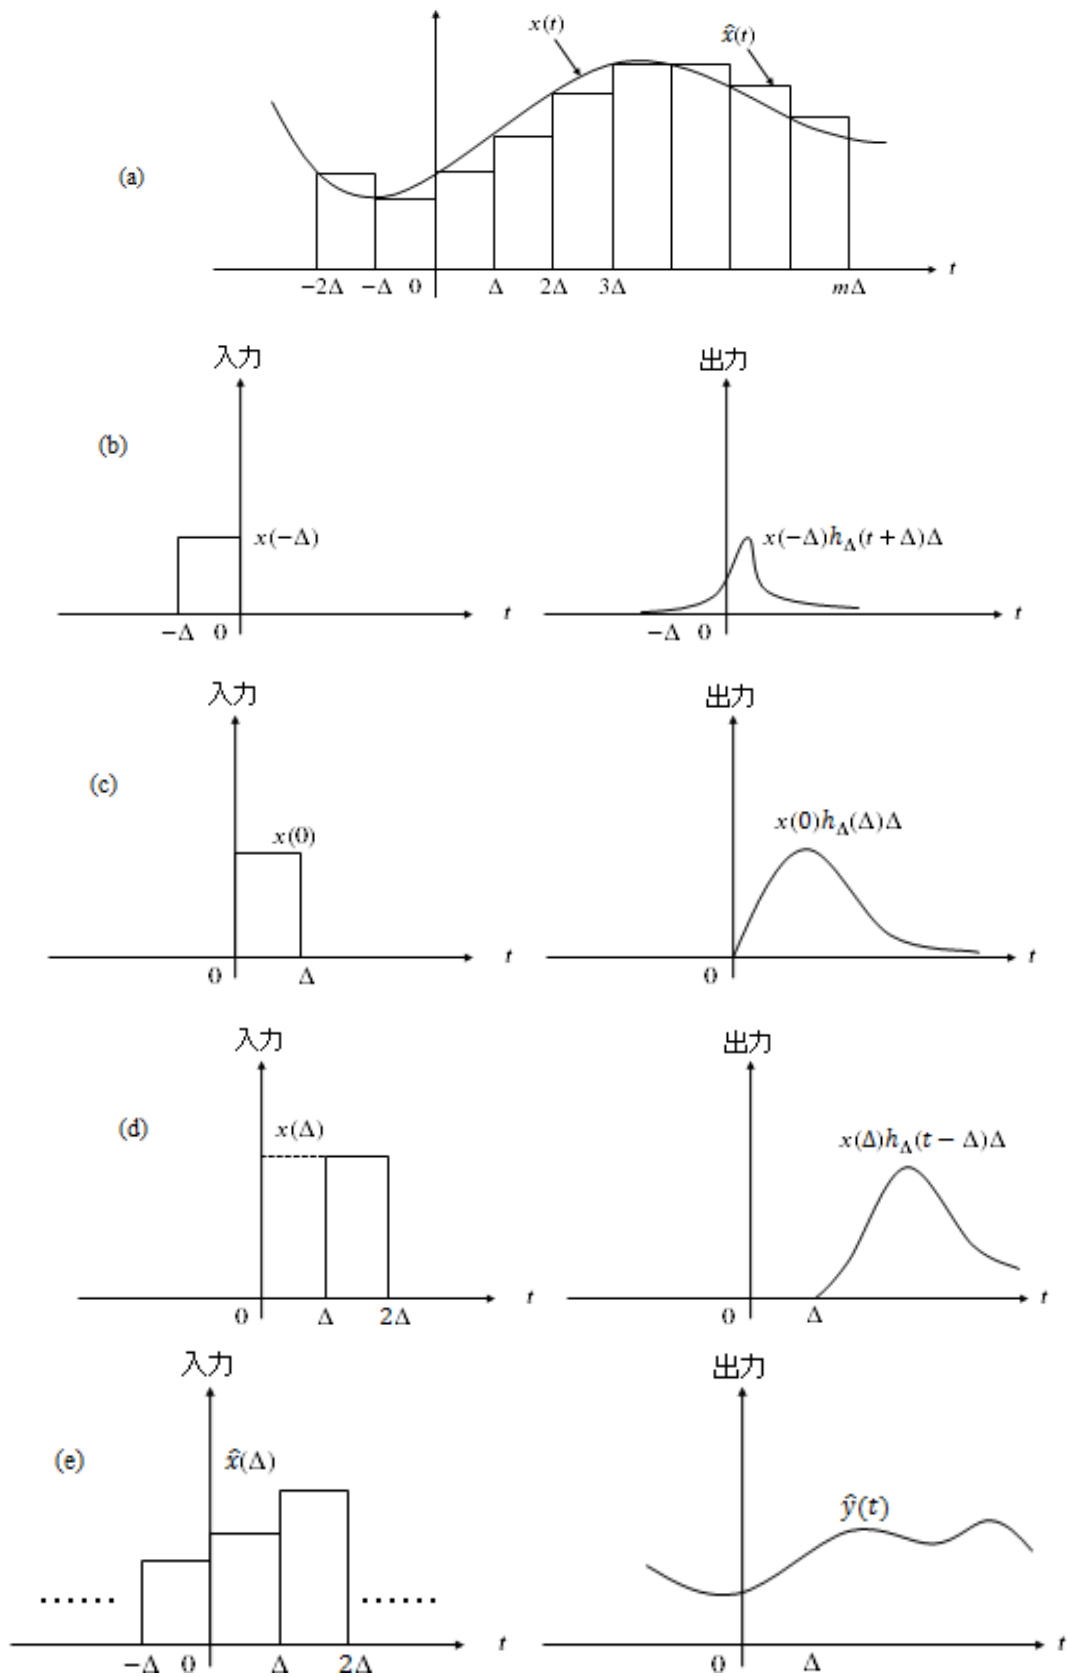 x(t)
x̂(t)
(a)
−2Δ −Δ 0 Δ 2Δ 3Δ mΔ t
入力 出力
(b)
x(−Δ) x(−Δ)h_Δ(t + Δ)Δ
−Δ 0 t −Δ 0 t
入力 出力
(c)
x(0) x(0)h_Δ(Δ)Δ
0 Δ t 0 t
入力 出力
(d)
x(Δ) x(Δ)h_Δ(t − Δ)Δ
0 Δ 2Δ t 0 Δ t
入力 出力
(e)
x̂(Δ) ŷ(t)
...... ......
−Δ 0 Δ 2Δ t 0 Δ t